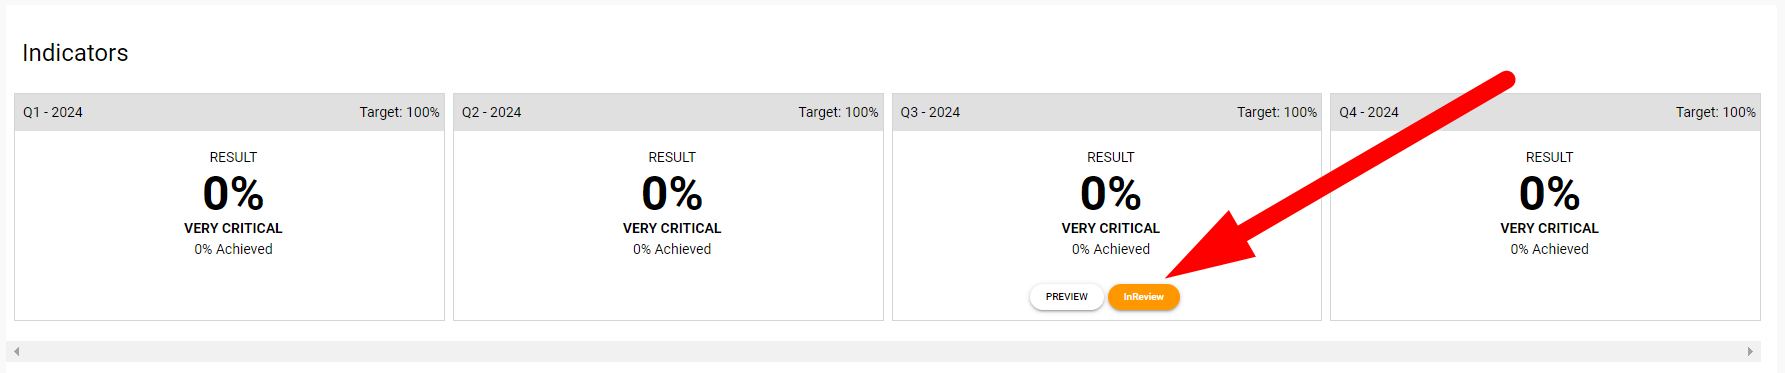 Indicators
Q1 - 2024 Target: 100%
RESULT
0%
VERY CRITICAL
0% Achieved
Q2 - 2024 Target: 100%
RESULT
0%
VERY CRITICAL
0% Achieved
Q3 - 2024 Target: 100%
RESULT
0%
VERY CRITICAL
0% Achieved
PREVIEW InReview
Q4 - 2024 Target: 100%
RESULT
0%
VERY CRITICAL
0% Achieved